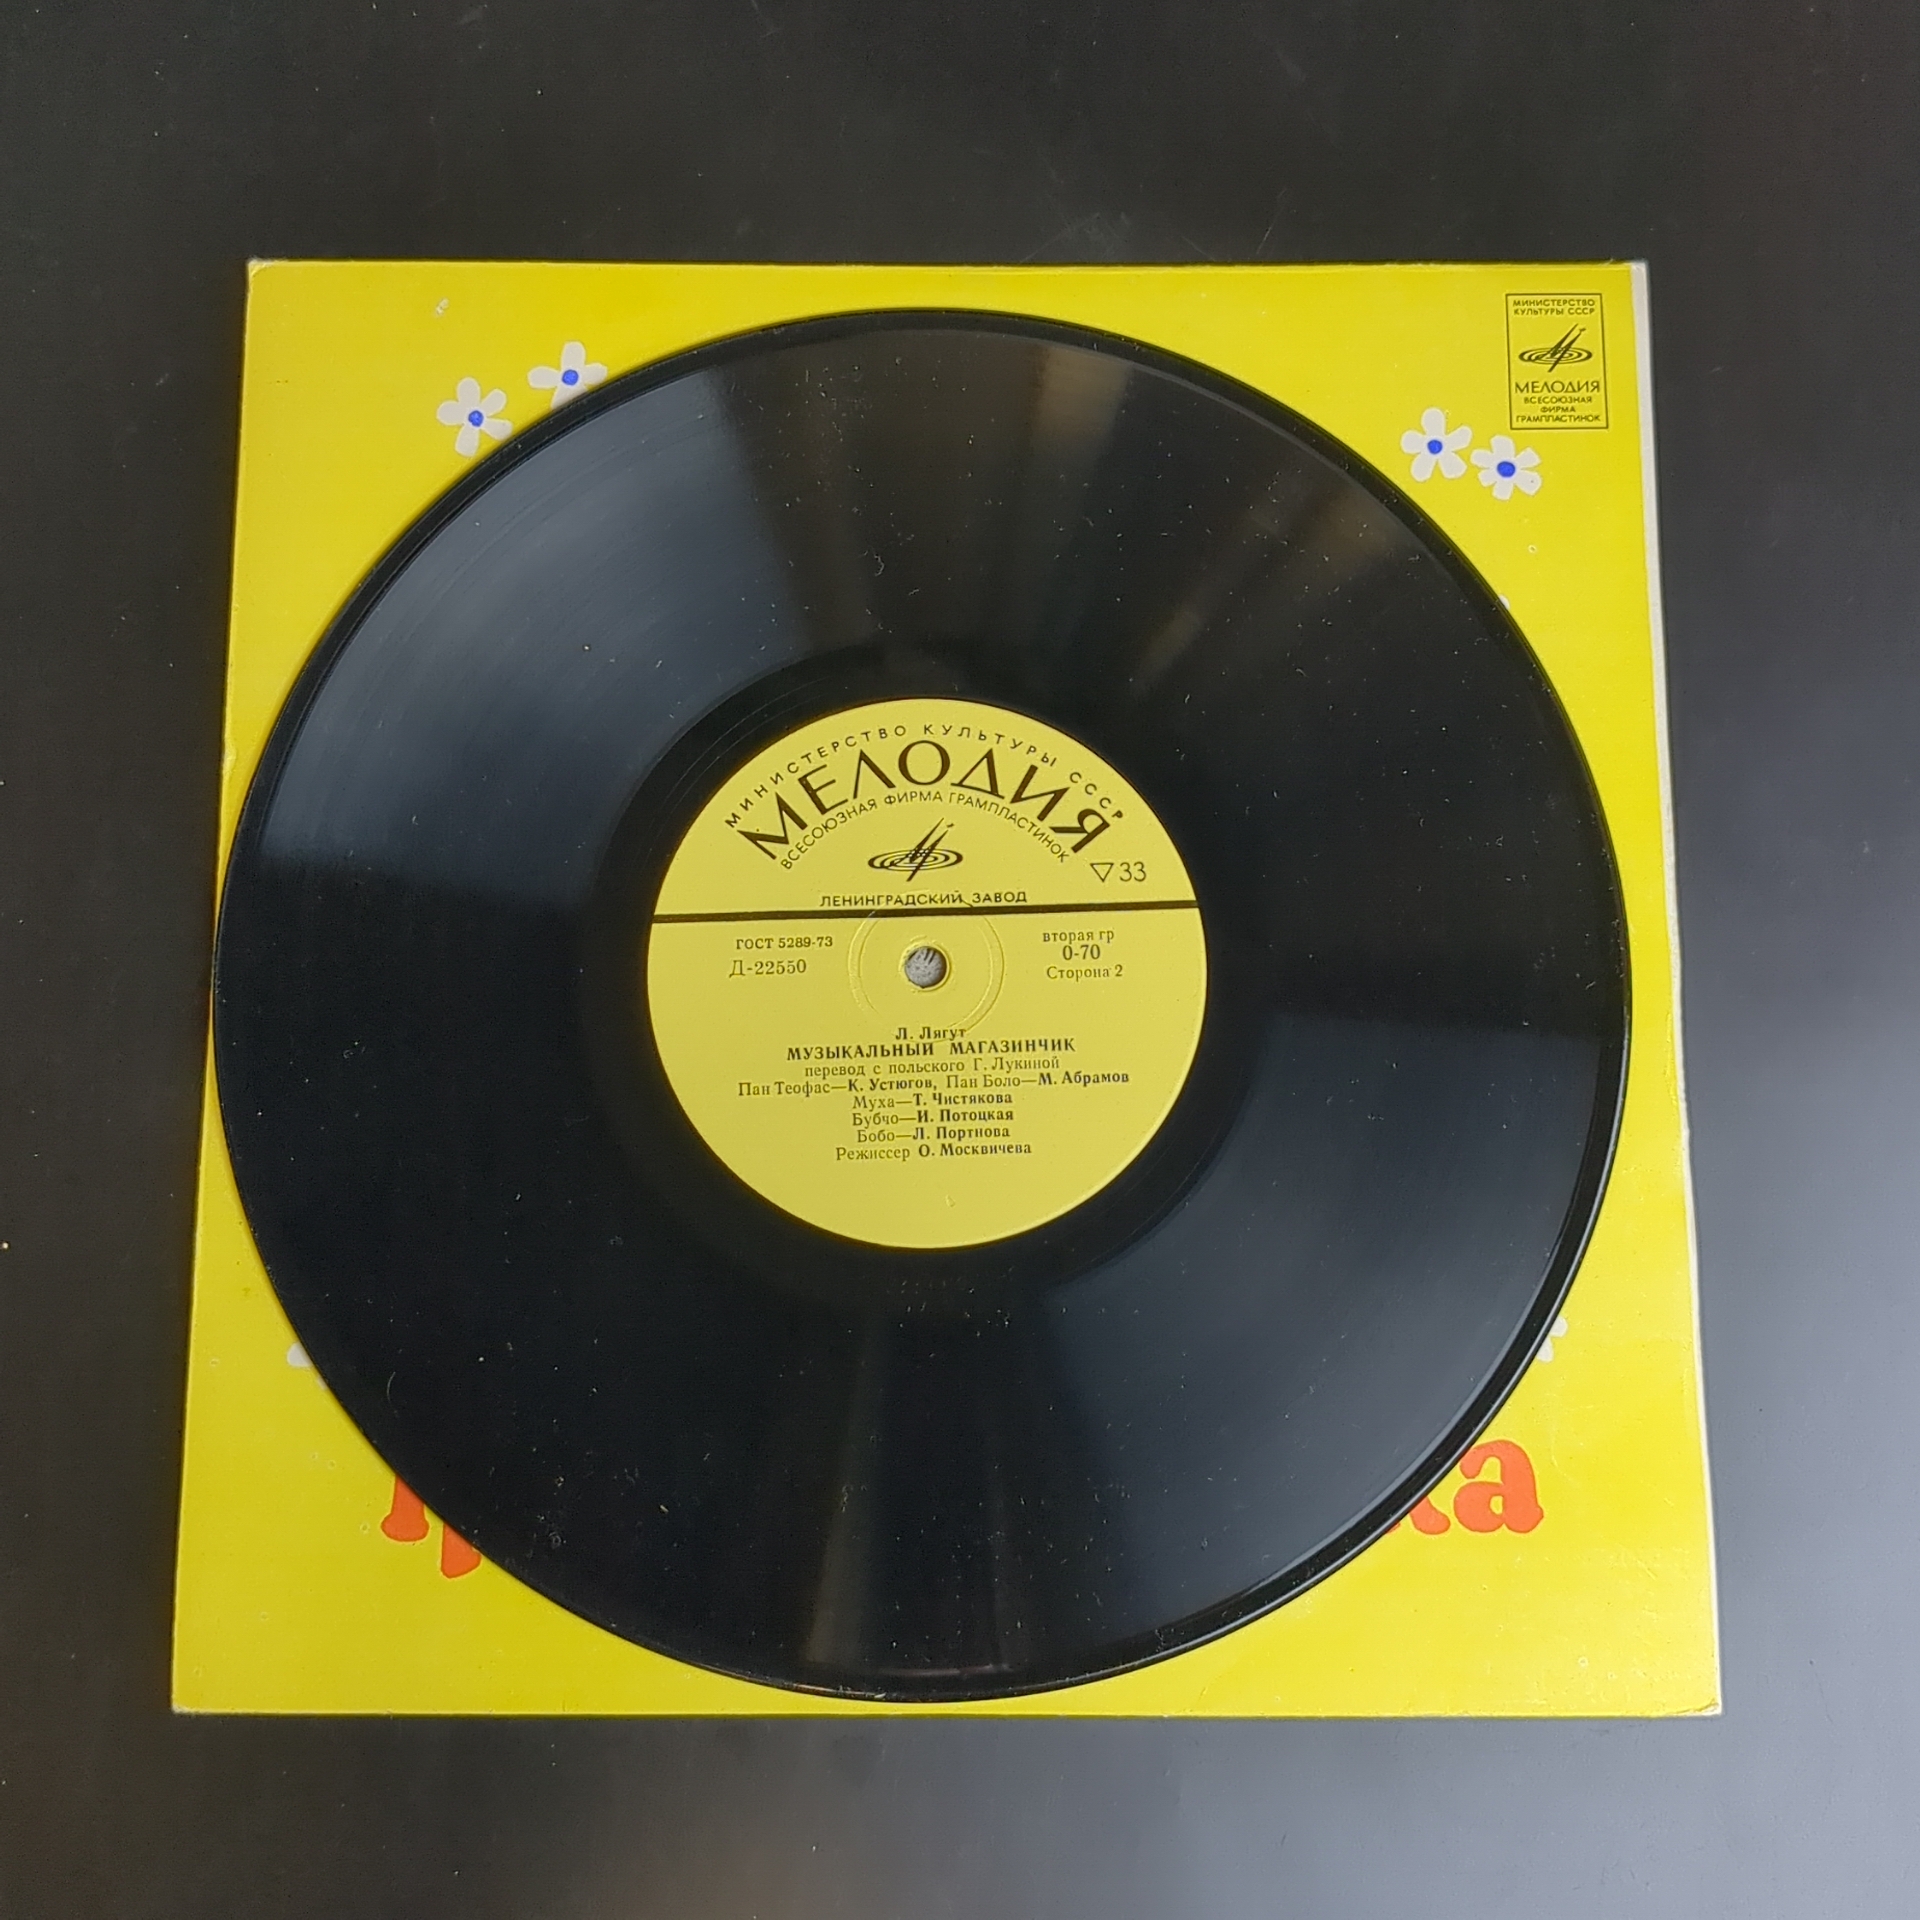 МИНИСТЕРСТВО
КУЛЬТУРЫ СССР
МЕЛОДИЯ
ВСЕСОЮЗНАЯ
ФИРМА
ГРАМПЛАСТИНОК
МИНИСТЕРСТВО КУЛЬТУРЫ СССР
МЕЛОДИЯ
ВСЕСОЮЗНАЯ ФИРМА ГРАМПЛАСТИНОК
▽33
ЛЕНИНГРАДСКИЙ ЗАВОД
ГОСТ 5289-73
Д-22550
вторая гр
0-70
Сторона 2
Л. Лягут
МУЗЫКАЛЬНЫЙ МАГАЗИНЧИК
перевод с польского Г. Лукиной
Пан Теофас—К. Устюгов, Пан Боло—М. Абрамов
Муха—Т. Чистякова
Бубчо—И. Потоцкая
Бобо—Л. Портнова
Режиссер О. Москвичева